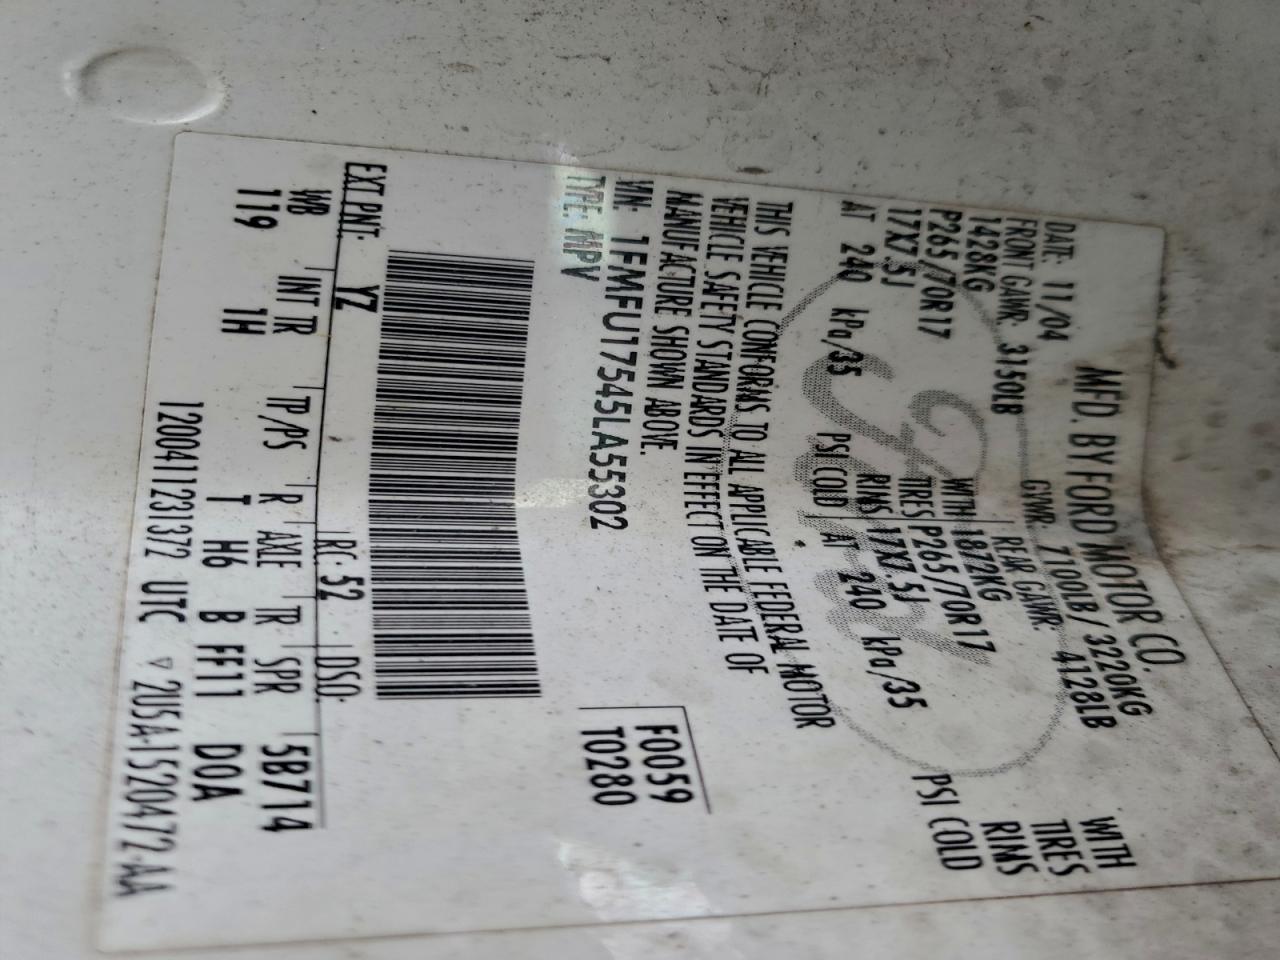 MFD. BY FORD MOTOR CO.
DATE: 11/04 GVWR: 7100LB/ 3220KG
FRONT GAWR: 3150LB REAR GAWR: 4128LB
1428KG WITH 1872KG WITH
P265/70R17 TIRES P265/70R17 TIRES
17X7.5J RIMS 17X7.5J RIMS
AT 240 kPa/35 PSI COLD AT 240 kPa/35 PSI COLD
THIS VEHICLE CONFORMS TO ALL APPLICABLE FEDERAL MOTOR
VEHICLE SAFETY STANDARDS IN EFFECT ON THE DATE OF
MANUFACTURE SHOWN ABOVE.
VIN: 1FMFU17545LA55302
TYPE: MPV
F0059
T0280
EXT PNT: YZ RC: 52 DSO:
WB INT TR TP/PS R AXLE TR SPR 5B714
119 1H T H6 B FF11 DOA
1200411231372 UTC ▽ 2U5A-1520472-AA
Ford